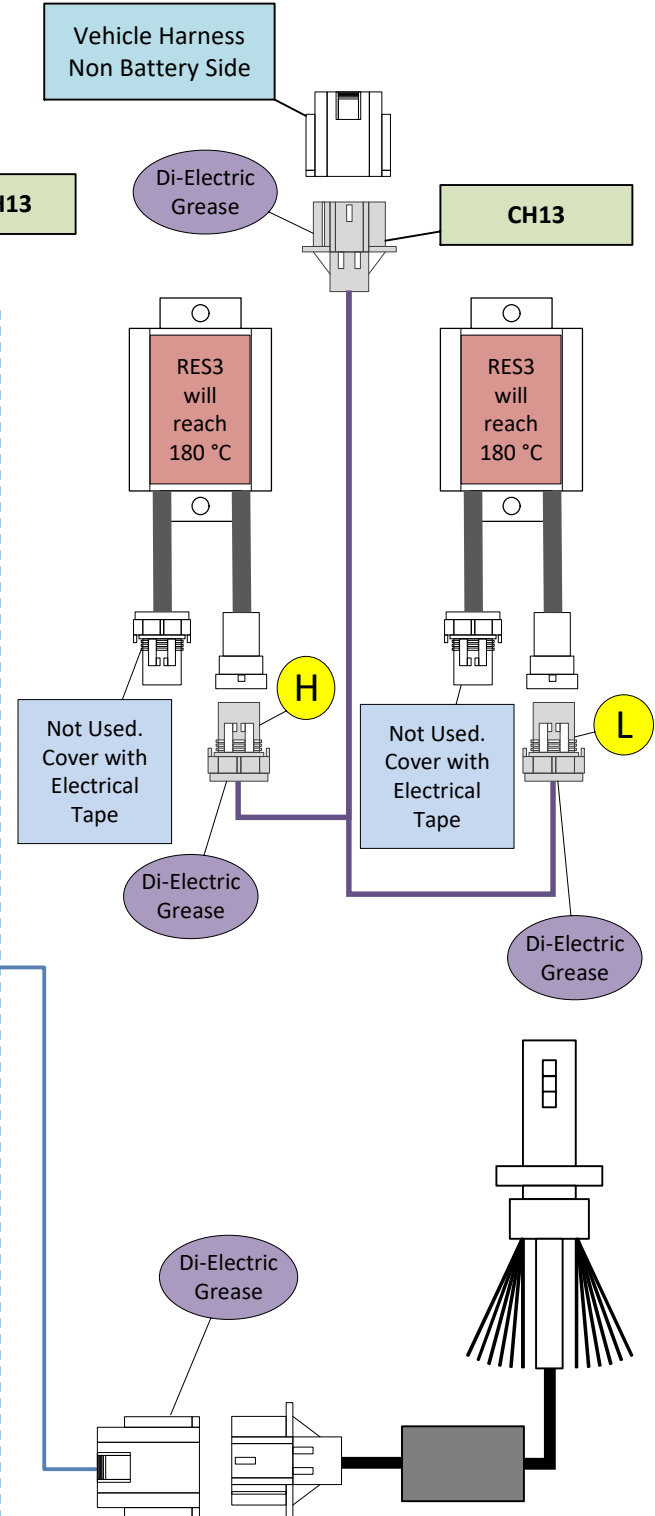 Vehicle Harness
Non Battery Side
Di-Electric
Grease
H13
CH13
RES3
will
reach
180 °C
RES3
will
reach
180 °C
H
L
Not Used.
Cover with
Electrical
Tape
Not Used.
Cover with
Electrical
Tape
Di-Electric
Grease
Di-Electric
Grease
Di-Electric
Grease